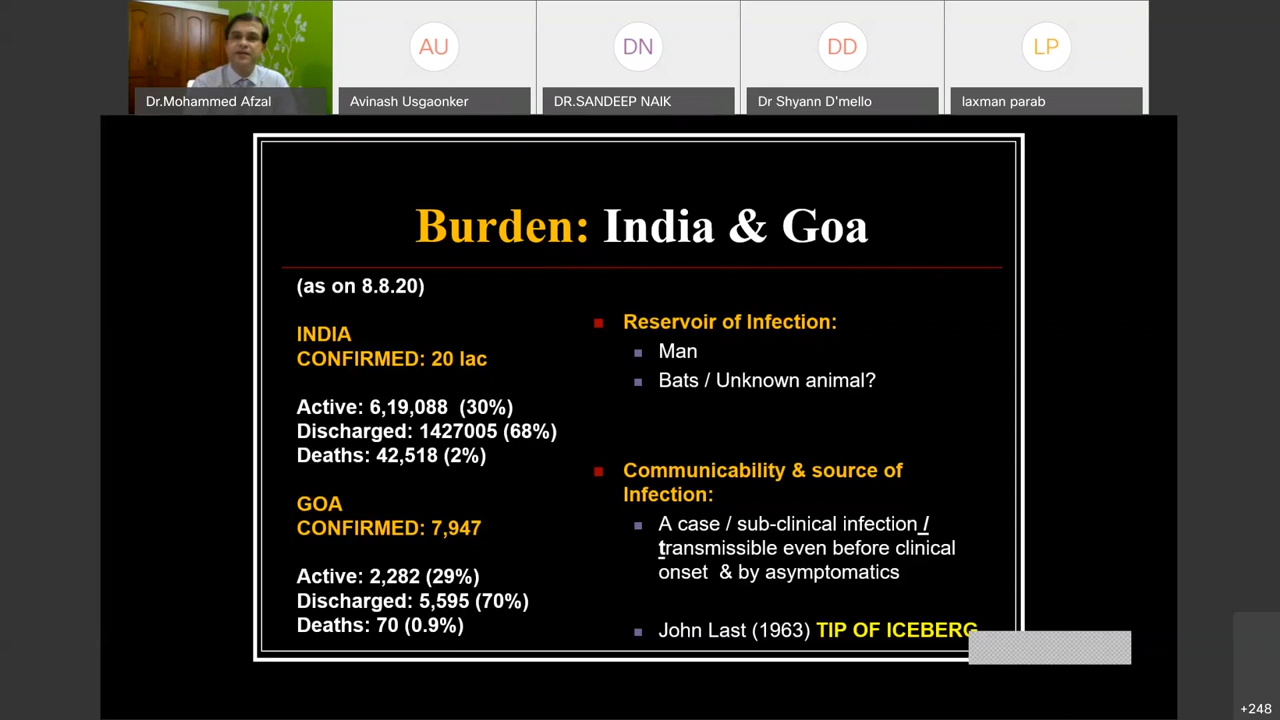 AU
DN
DD
LP
Dr.Mohammed Afzal
Avinash Usgaonker
DR.SANDEEP NAIK
Dr Shyann D'mello
laxman parab
Burden: India & Goa
(as on 8.8.20)
INDIA
CONFIRMED: 20 lac
Active: 6,19,088 (30%)
Discharged: 1427005 (68%)
Deaths: 42,518 (2%)
GOA
CONFIRMED: 7,947
Active: 2,282 (29%)
Discharged: 5,595 (70%)
Deaths: 70 (0.9%)
Reservoir of Infection:
Man
Bats / Unknown animal?
Communicability & source of
Infection:
A case / sub-clinical infection /
transmissible even before clinical
onset & by asymptomatics
John Last (1963) TIP OF ICEBERG
+248